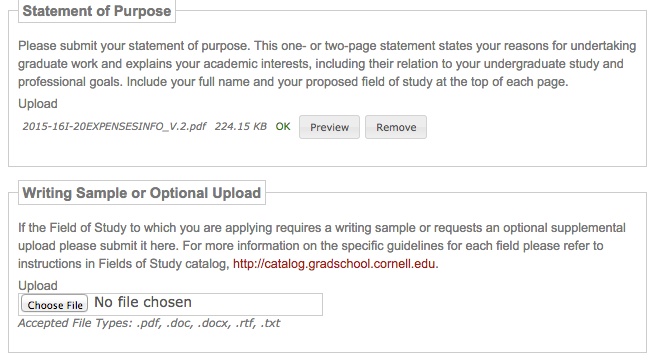 Statement of Purpose
Please submit your statement of purpose. This one- or two-page statement states your reasons for undertaking
graduate work and explains your academic interests, including their relation to your undergraduate study and
professional goals. Include your full name and your proposed field of study at the top of each page.
Upload
2015-16I-20EXPENSESINFO_V.2.pdf 224.15 KB OK Preview Remove
Writing Sample or Optional Upload
If the Field of Study to which you are applying requires a writing sample or requests an optional supplemental
upload please submit it here. For more information on the specific guidelines for each field please refer to
instructions in Fields of Study catalog, http://catalog.gradschool.cornell.edu.
Upload
Choose File No file chosen
Accepted File Types: .pdf, .doc, .docx, .rtf, .txt